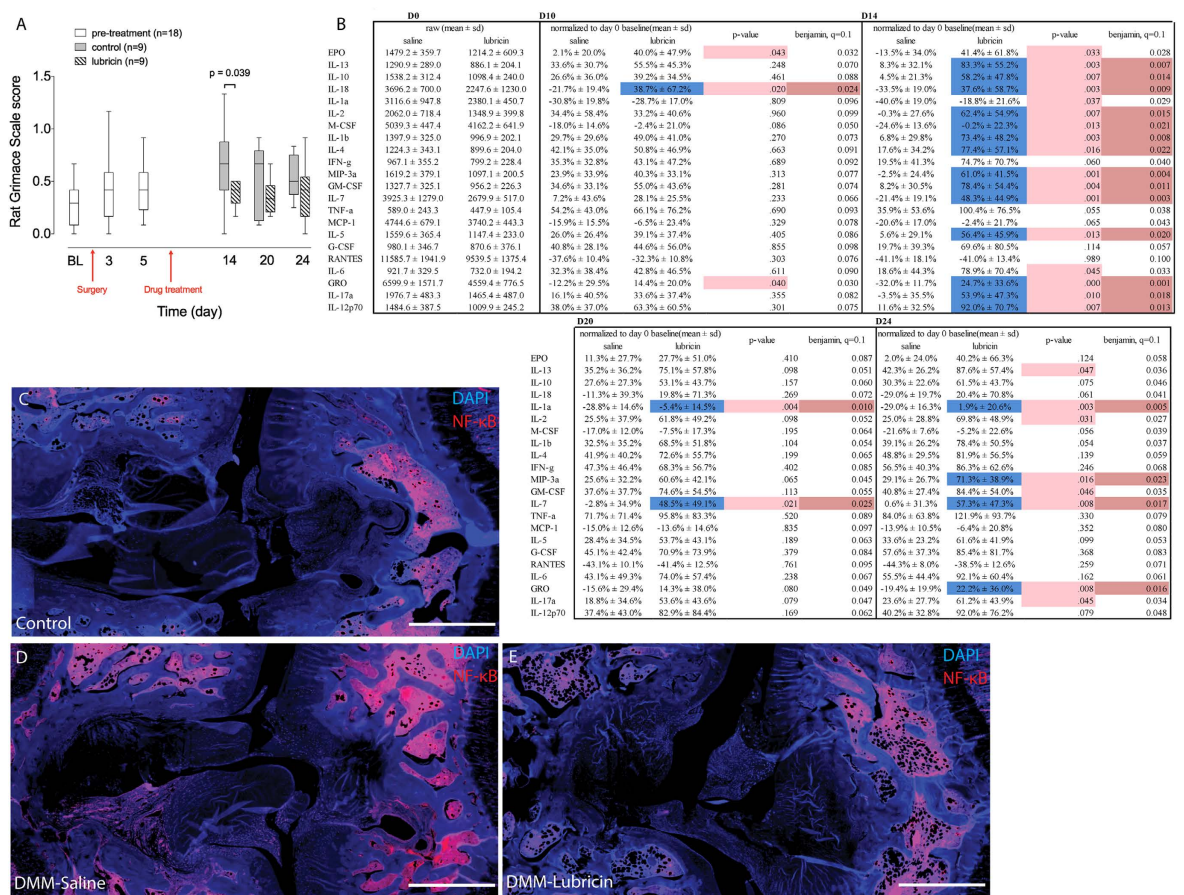 A
pre-treatment (n=18)
control (n=9)
lubricin (n=9)
p = 0.039
Rat Grimace Scale score
1.5
1.0
0.5
0.0
BL 3 5 14 20 24
Surgery Drug treatment
Time (day)
B
D0 D10 D14
raw (mean ± sd) normalized to day 0 baseline(mean ± sd) p-value benjamin, q=0.1 normalized to day 0 baseline(mean ± sd) p-value benjamin, q=0.1
saline lubricin saline lubricin saline lubricin
EPO 1479.2 ± 359.7 1214.2 ± 609.3 2.1% ± 20.0% 40.0% ± 47.9% .043 0.032 -13.5% ± 34.0% 41.4% ± 61.8% .033 0.028
IL-13 1290.9 ± 289.0 886.1 ± 204.1 33.6% ± 30.7% 55.5% ± 45.3% .248 0.070 8.3% ± 32.1% 83.3% ± 55.2% .003 0.007
IL-10 1538.2 ± 312.4 1098.4 ± 240.0 26.6% ± 36.0% 39.2% ± 34.5% .461 0.088 4.5% ± 21.3% 58.2% ± 47.8% .007 0.014
IL-18 3696.2 ± 700.0 2247.6 ± 1230.0 -21.7% ± 19.4% 38.7% ± 67.2% .020 0.024 -33.5% ± 19.0% 37.6% ± 58.7% .003 0.009
IL-1a 3116.6 ± 947.8 2380.1 ± 450.7 -30.8% ± 19.8% -28.7% ± 17.0% .809 0.096 -40.6% ± 19.0% -18.8% ± 21.6% .037 0.029
IL-2 2062.0 ± 718.4 1348.9 ± 399.8 34.4% ± 58.4% 33.2% ± 40.6% .960 0.099 -0.3% ± 27.6% 62.4% ± 54.9% .007 0.015
M-CSF 5039.3 ± 447.4 4162.2 ± 641.9 -18.0% ± 14.6% -2.4% ± 21.0% .086 0.050 -24.6% ± 13.6% -0.2% ± 22.3% .013 0.021
IL-1b 1397.9 ± 325.0 996.9 ± 202.1 29.7% ± 29.6% 49.0% ± 41.0% .270 0.073 6.8% ± 29.8% 73.4% ± 48.2% .003 0.008
IL-4 1224.3 ± 343.1 899.6 ± 204.0 42.1% ± 35.0% 50.8% ± 46.9% .663 0.091 17.6% ± 34.2% 77.4% ± 57.1% .016 0.022
IFN-g 967.1 ± 355.2 799.2 ± 228.4 35.3% ± 32.8% 43.1% ± 47.2% .689 0.092 19.5% ± 41.3% 74.7% ± 70.7% .060 0.040
MIP-3a 1619.2 ± 379.1 1097.1 ± 200.5 23.9% ± 33.9% 40.3% ± 33.1% .313 0.077 -2.5% ± 24.4% 61.0% ± 41.5% .001 0.004
GM-CSF 1327.7 ± 325.1 956.2 ± 226.3 34.6% ± 33.1% 55.0% ± 43.6% .281 0.074 8.2% ± 30.5% 78.4% ± 54.4% .004 0.011
IL-7 3925.3 ± 1279.0 2679.9 ± 517.0 7.2% ± 43.6% 28.1% ± 25.5% .233 0.066 -21.4% ± 19.1% 48.3% ± 44.9% .001 0.003
TNF-a 589.0 ± 243.3 447.9 ± 105.4 54.2% ± 43.0% 66.1% ± 76.2% .690 0.093 35.9% ± 53.6% 100.4% ± 76.5% .055 0.038
MCP-1 4744.6 ± 679.1 3740.2 ± 443.3 -15.9% ± 15.5% -6.5% ± 23.4% .329 0.078 -20.6% ± 17.0% -2.4% ± 21.7% .065 0.043
IL-5 1559.6 ± 365.4 1147.4 ± 233.0 26.0% ± 26.4% 39.1% ± 37.4% .405 0.086 5.6% ± 29.1% 56.4% ± 45.9% .013 0.020
G-CSF 980.1 ± 346.7 870.6 ± 376.1 40.8% ± 28.1% 44.6% ± 56.0% .855 0.098 19.7% ± 39.3% 69.6% ± 80.5% .114 0.057
RANTES 11585.7 ± 1941.9 9539.5 ± 1375.4 -37.6% ± 10.4% -32.3% ± 10.8% .303 0.076 -41.1% ± 18.1% -41.0% ± 13.4% .989 0.100
IL-6 921.7 ± 329.5 732.0 ± 194.2 32.3% ± 38.4% 42.8% ± 46.5% .611 0.090 18.6% ± 44.3% 78.9% ± 70.4% .045 0.033
GRO 6599.9 ± 1571.7 4559.4 ± 776.5 -12.2% ± 29.5% 14.4% ± 20.0% .040 0.030 -32.0% ± 11.7% 24.7% ± 33.6% .000 0.001
IL-17a 1976.7 ± 483.3 1465.4 ± 487.0 16.1% ± 40.5% 33.6% ± 37.4% .355 0.082 -3.5% ± 35.5% 53.9% ± 47.3% .010 0.018
IL-12p70 1484.6 ± 387.5 1009.9 ± 245.2 38.0% ± 37.0% 63.3% ± 60.5% .301 0.075 11.6% ± 32.5% 92.0% ± 70.7% .007 0.013
D20 D24
normalized to day 0 baseline(mean ± sd) p-value benjamin, q=0.1 normalized to day 0 baseline(mean ± sd) p-value benjamin, q=0.1
saline lubricin saline lubricin
EPO 11.3% ± 27.7% 27.7% ± 51.0% .410 0.087 2.0% ± 24.0% 40.2% ± 66.3% .124 0.058
IL-13 35.2% ± 36.2% 75.1% ± 57.8% .098 0.051 42.3% ± 26.2% 87.6% ± 57.4% .047 0.036
IL-10 27.6% ± 27.3% 53.1% ± 43.7% .157 0.060 30.3% ± 22.6% 61.5% ± 43.7% .075 0.046
IL-18 -11.3% ± 39.3% 19.8% ± 71.3% .269 0.072 -29.0% ± 19.7% 20.4% ± 70.8% .061 0.041
IL-1a -28.8% ± 14.6% -5.4% ± 14.5% .004 0.010 -29.0% ± 16.3% 1.9% ± 20.6% .003 0.005
IL-2 25.5% ± 37.9% 61.8% ± 49.2% .098 0.052 25.0% ± 28.8% 69.8% ± 48.9% .031 0.027
M-CSF -17.0% ± 12.0% -7.5% ± 17.3% .195 0.064 -21.6% ± 7.6% -5.2% ± 22.6% .056 0.039
IL-1b 32.5% ± 35.2% 68.5% ± 51.8% .104 0.054 39.1% ± 26.2% 78.4% ± 50.5% .054 0.037
IL-4 41.9% ± 40.2% 72.6% ± 55.7% .199 0.065 48.8% ± 29.5% 81.9% ± 56.5% .139 0.059
IFN-g 47.3% ± 46.4% 68.3% ± 56.7% .402 0.085 56.5% ± 40.3% 86.3% ± 62.6% .246 0.068
MIP-3a 25.6% ± 32.2% 60.6% ± 42.1% .065 0.045 29.1% ± 26.7% 71.3% ± 38.9% .016 0.023
GM-CSF 37.6% ± 37.7% 74.6% ± 54.5% .113 0.055 40.8% ± 27.4% 84.4% ± 54.0% .046 0.035
IL-7 -2.8% ± 34.9% 48.5% ± 49.1% .021 0.025 0.6% ± 31.3% 57.3% ± 47.3% .008 0.017
TNF-a 71.7% ± 71.4% 95.8% ± 83.3% .520 0.089 84.0% ± 63.8% 121.9% ± 93.7% .330 0.079
MCP-1 -15.0% ± 12.6% -13.6% ± 14.6% .835 0.097 -13.9% ± 10.5% -6.4% ± 20.8% .352 0.080
IL-5 28.4% ± 34.5% 53.7% ± 43.1% .189 0.063 33.6% ± 23.2% 61.6% ± 41.9% .099 0.053
G-CSF 45.1% ± 42.4% 70.9% ± 73.9% .379 0.084 57.6% ± 37.3% 85.4% ± 81.7% .368 0.083
RANTES -43.1% ± 10.1% -41.4% ± 12.5% .761 0.095 -44.3% ± 8.0% -38.5% ± 12.6% .259 0.071
IL-6 43.1% ± 49.3% 74.0% ± 57.4% .238 0.067 55.5% ± 44.4% 92.1% ± 60.4% .162 0.061
GRO -15.6% ± 29.4% 14.3% ± 38.0% .080 0.049 -19.4% ± 19.9% 22.2% ± 36.0% .008 0.016
IL-17a 18.8% ± 34.6% 53.6% ± 43.6% .079 0.047 23.6% ± 27.7% 61.2% ± 43.9% .045 0.034
IL-12p70 37.4% ± 43.0% 82.9% ± 84.4% .169 0.062 40.2% ± 32.8% 92.0% ± 76.2% .079 0.048
C
DAPI
NF-κB
Control
D
DAPI
NF-κB
DMM-Saline
E
DAPI
NF-κB
DMM-Lubricin